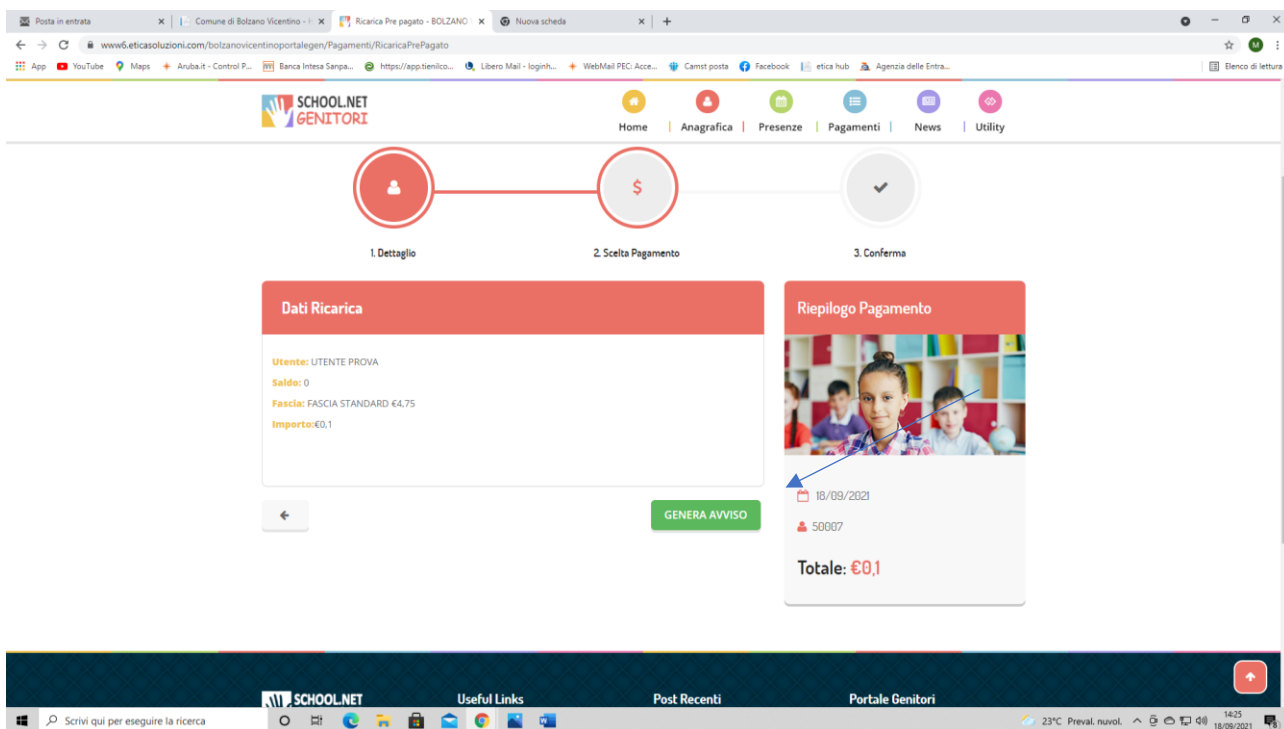 Posta in entrata
Comune di Bolzano Vicentino - H
Ricarica Pre pagato - BOLZANO
Nuova scheda
www6.eticasoluzioni.com/bolzanovicentinoportalegen/Pagamenti/RicaricaPrePagato
M
App
YouTube
Maps
Aruba.it - Control P...
Banca Intesa Sanpa...
https://app.tienilco...
Libero Mail - loginh...
WebMail PEC: Acce...
Camst posta
Facebook
etica hub
Agenzia delle Entra...
Elenco di lettura
SCHOOL.NET
GENITORI
Home
Anagrafica
Presenze
Pagamenti
News
Utility
$
1. Dettaglio
2. Scelta Pagamento
3. Conferma
Dati Ricarica
Utente: UTENTE PROVA
Saldo: 0
Fascia: FASCIA STANDARD €4,75
Importo:€0,1
GENERA AVVISO
Riepilogo Pagamento
18/09/2021
50007
Totale: €0,1
SCHOOL.NET
Useful Links
Post Recenti
Portale Genitori
Scrivi qui per eseguire la ricerca
23°C Preval. nuvol.
14:25
18/09/2021